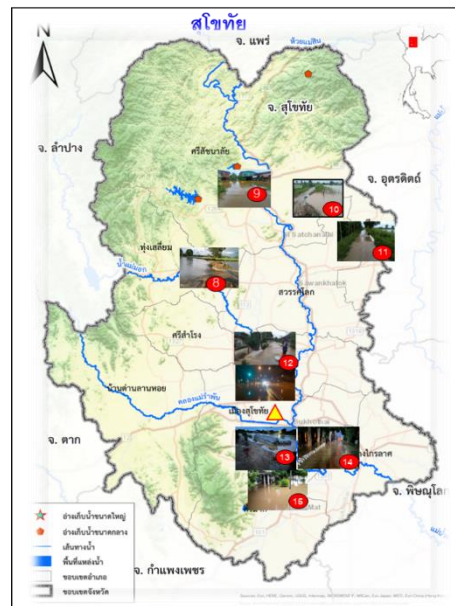 สุโขทัย
N
จ. แพร่
จ. สุโขทัย
จ. ลำปาง
ศรีสัชนาลัย
จ. อุตรดิตถ์
9
10
11
ทุ่งเสลี่ยม
8
สวรรคโลก
ศรีสำโรง
12
บ้านด่านลานหอย
คลองแม่รำพัน
เมืองสุโขทัย
จ. ตาก
13
14
15
จ. พิษณุโล
จ. กำแพงเพชร
อ่างเก็บน้ำขนาดใหญ่
อ่างเก็บน้ำขนาดกลาง
เส้นทางน้ำ
พื้นที่แหล่งน้ำ
ขอบเขตอำเภอ
ขอบเขตจังหวัด